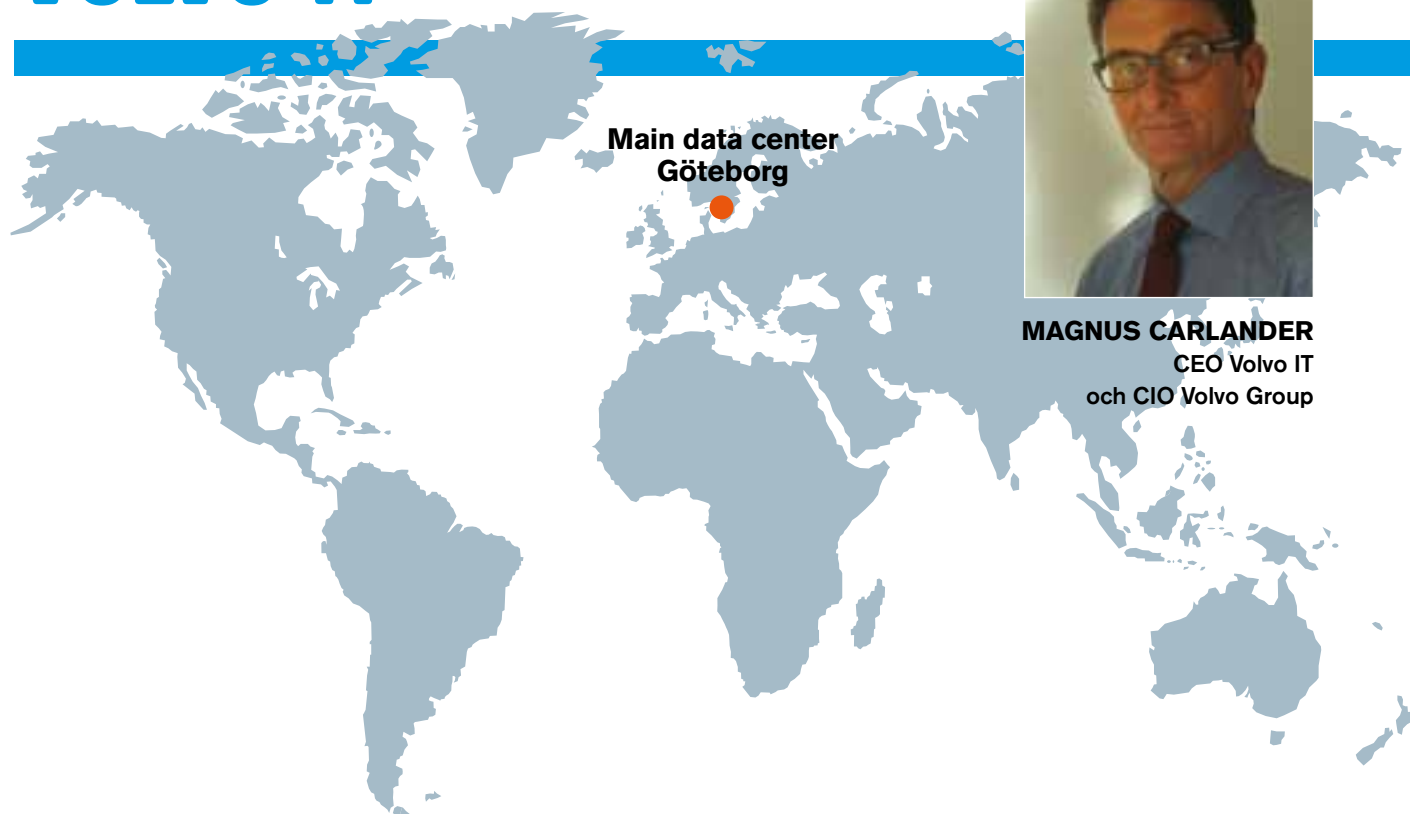 Main data center
Göteborg
MAGNUS CARLANDER
CEO Volvo IT
och CIO Volvo Group